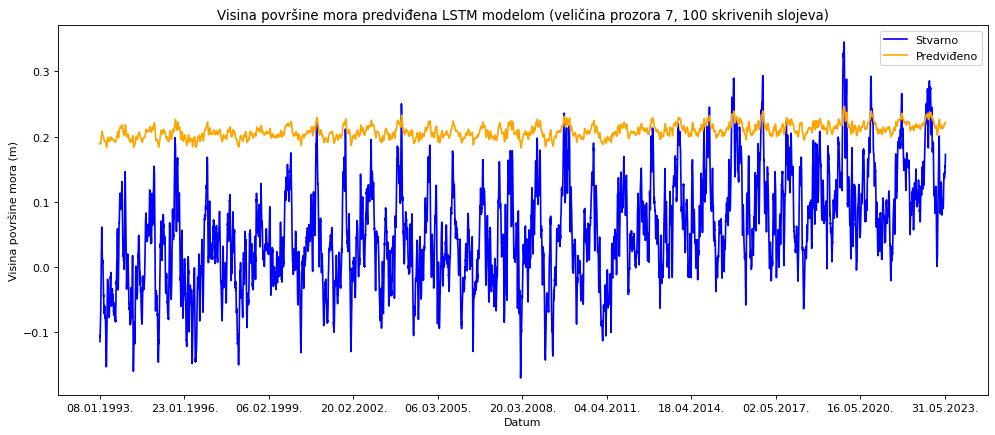 Visina površine mora predviđena LSTM modelom (veličina prozora 7, 100 skrivenih slojeva)
Stvarno
Predviđeno
Visina površine mora (m)
0.3
0.2
0.1
0.0
−0.1
08.01.1993. 23.01.1996. 06.02.1999. 20.02.2002. 06.03.2005. 20.03.2008. 04.04.2011. 18.04.2014. 02.05.2017. 16.05.2020. 31.05.2023.
Datum